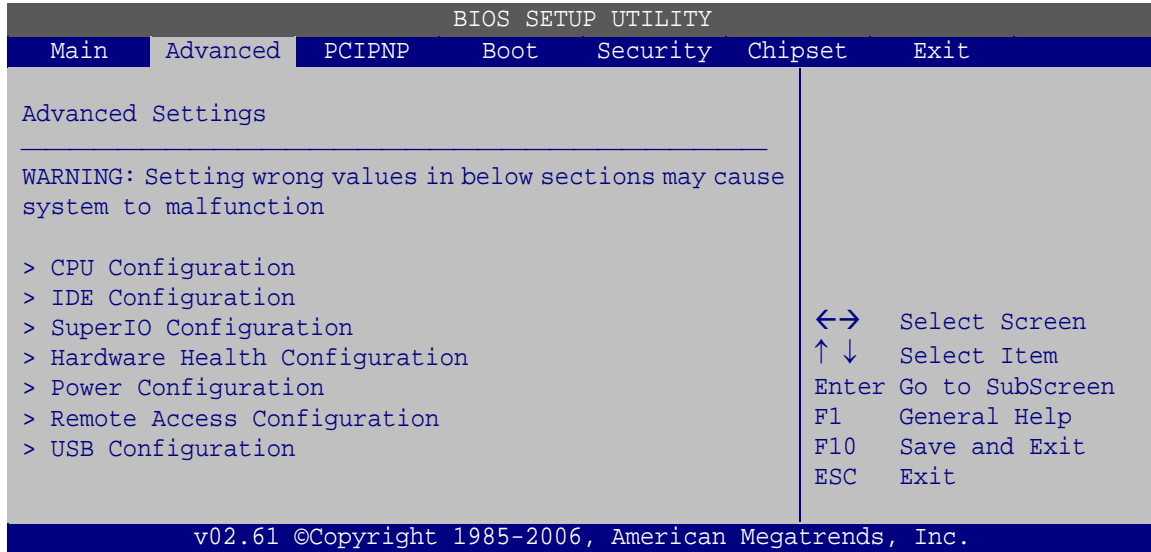 BIOS SETUP UTILITY
Main Advanced PCIPNP Boot Security Chipset Exit
Advanced Settings
WARNING: Setting wrong values in below sections may cause
system to malfunction
> CPU Configuration
> IDE Configuration
> SuperIO Configuration
> Hardware Health Configuration
> Power Configuration
> Remote Access Configuration
> USB Configuration
←→ Select Screen
↑ ↓ Select Item
Enter Go to SubScreen
F1 General Help
F10 Save and Exit
ESC Exit
v02.61 ©Copyright 1985-2006, American Megatrends, Inc.